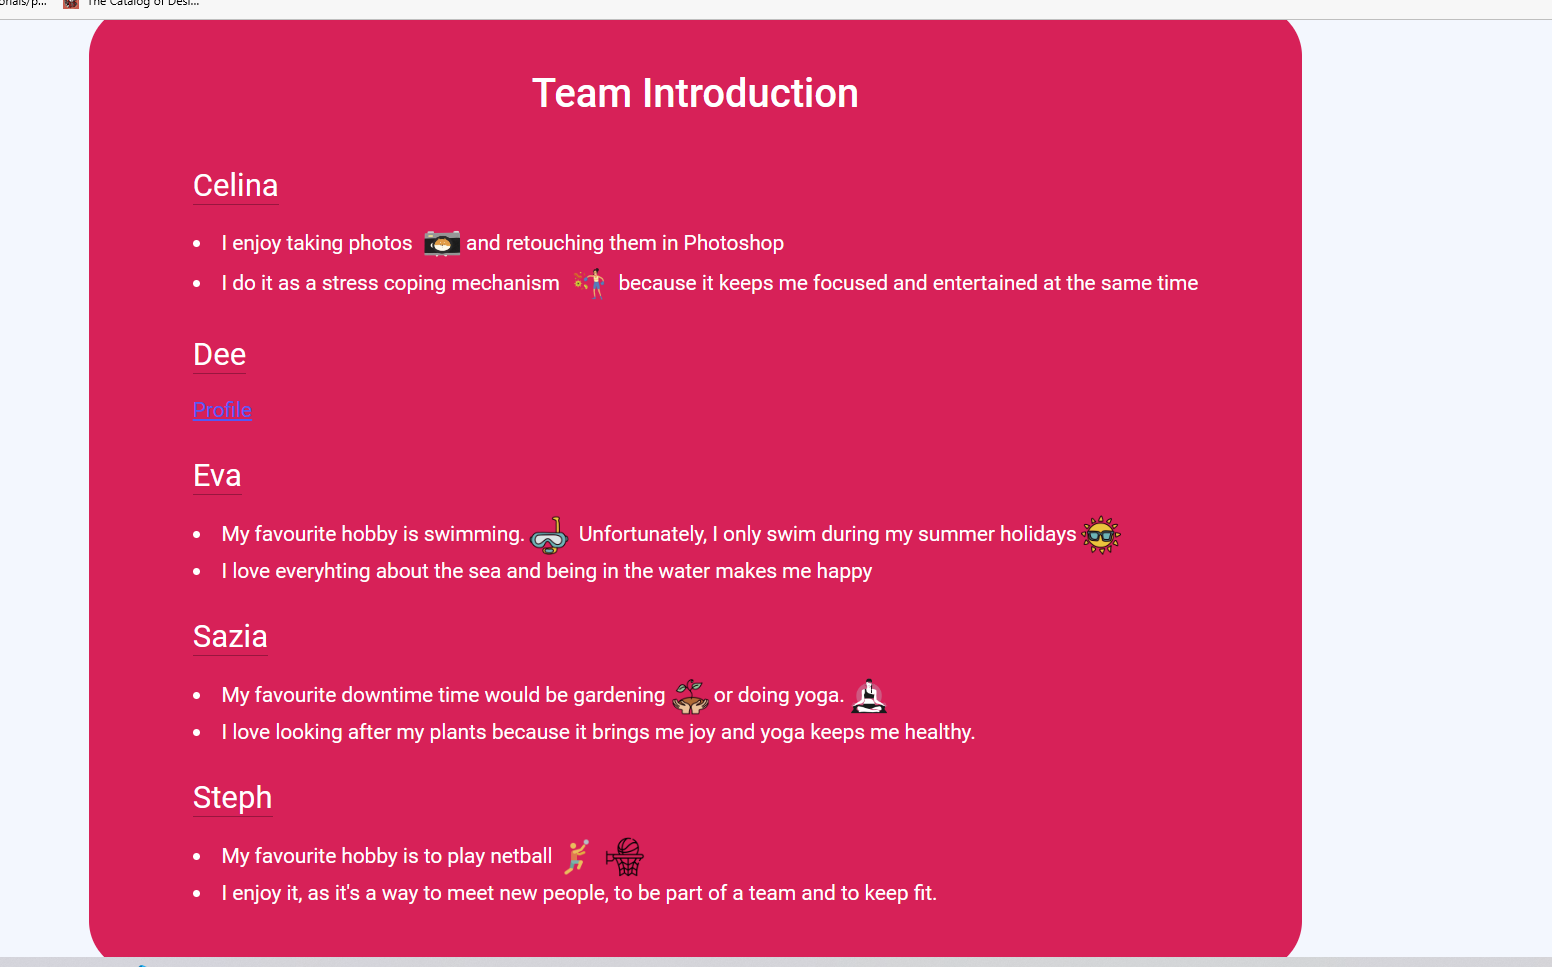 The Catalog of Desi...
Team Introduction
Celina
• I enjoy taking photos and retouching them in Photoshop
• I do it as a stress coping mechanism because it keeps me focused and entertained at the same time
Dee
Profile
Eva
• My favourite hobby is swimming. Unfortunately, I only swim during my summer holidays
• I love everyhting about the sea and being in the water makes me happy
Sazia
• My favourite downtime time would be gardening or doing yoga.
• I love looking after my plants because it brings me joy and yoga keeps me healthy.
Steph
• My favourite hobby is to play netball
• I enjoy it, as it's a way to meet new people, to be part of a team and to keep fit.